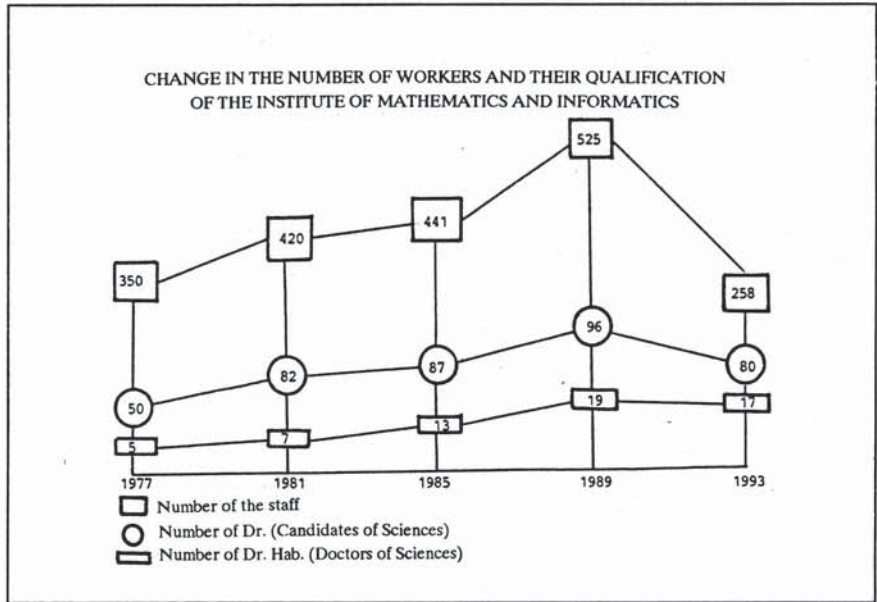 CHANGE IN THE NUMBER OF WORKERS AND THEIR QUALIFICATION
OF THE INSTITUTE OF MATHEMATICS AND INFORMATICS
525
441
420
350
258
96
87
82
80
50
19
17
13
7
5
1977 1981 1985 1989 1993
Number of the staff
Number of Dr. (Candidates of Sciences)
Number of Dr. Hab. (Doctors of Sciences)